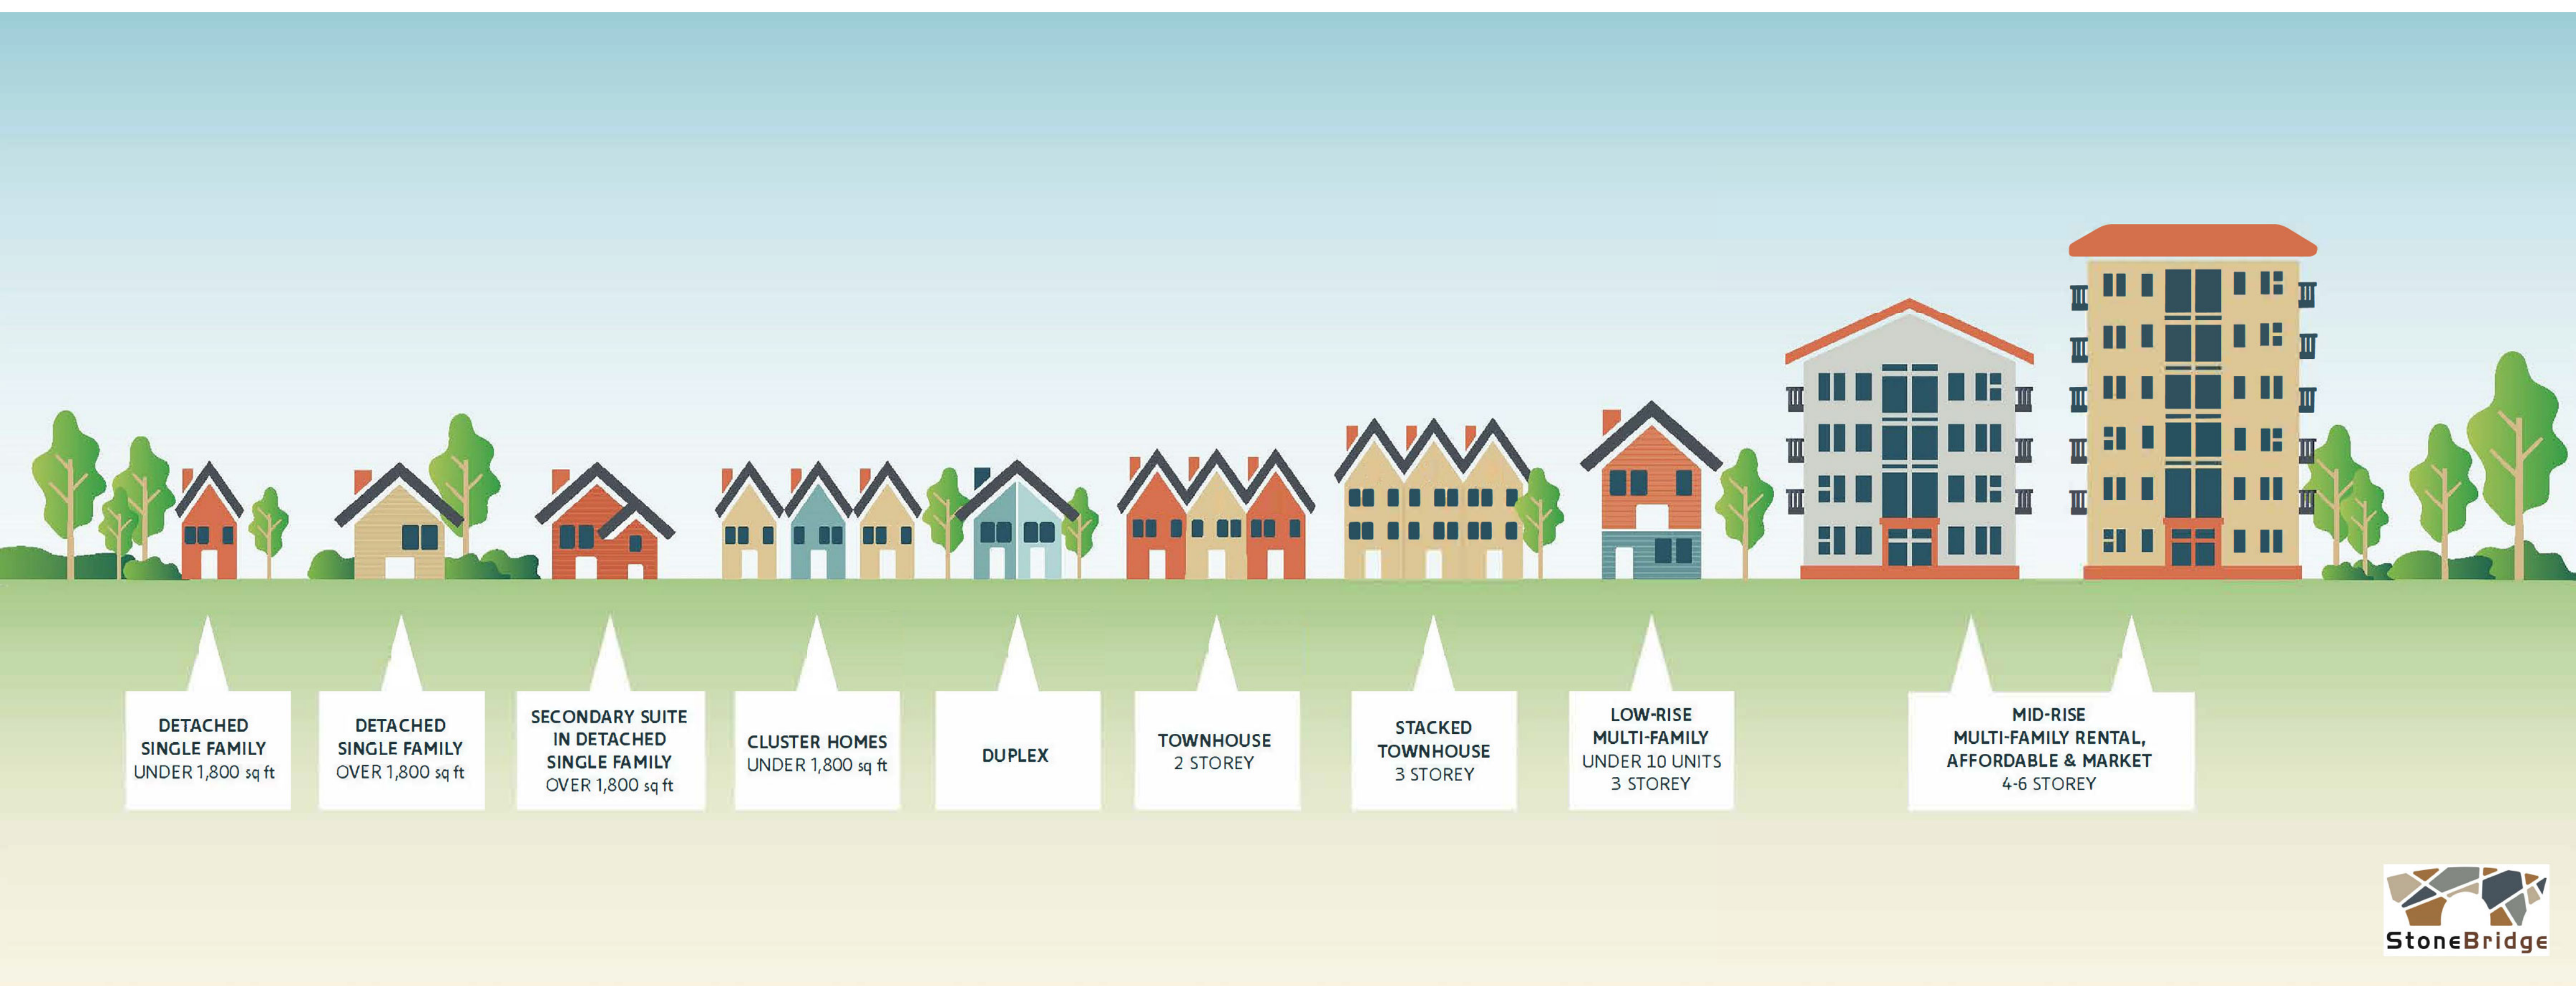 DETACHED
SINGLE FAMILY
UNDER 1,800 sq ft
DETACHED
SINGLE FAMILY
OVER 1,800 sq ft
SECONDARY SUITE
IN DETACHED
SINGLE FAMILY
OVER 1,800 sq ft
CLUSTER HOMES
UNDER 1,800 sq ft
DUPLEX
TOWNHOUSE
2 STOREY
STACKED
TOWNHOUSE
3 STOREY
LOW-RISE
MULTI-FAMILY
UNDER 10 UNITS
3 STOREY
MID-RISE
MULTI-FAMILY RENTAL,
AFFORDABLE & MARKET
4-6 STOREY
StoneBridge